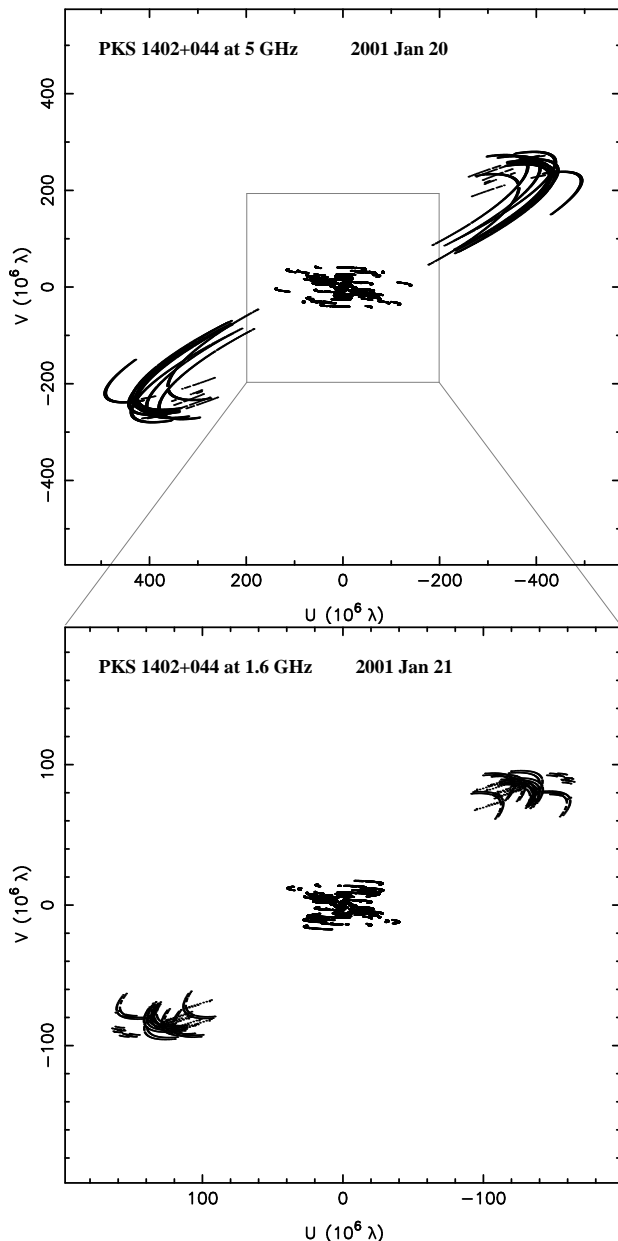 PKS 1402+044 at 5 GHz 2001 Jan 20
400
200
0
−200
−400
V (10⁶ λ)
400 200 0 −200 −400
U (10⁶ λ)
PKS 1402+044 at 1.6 GHz 2001 Jan 21
100
0
−100
V (10⁶ λ)
100 0 −100
U (10⁶ λ)